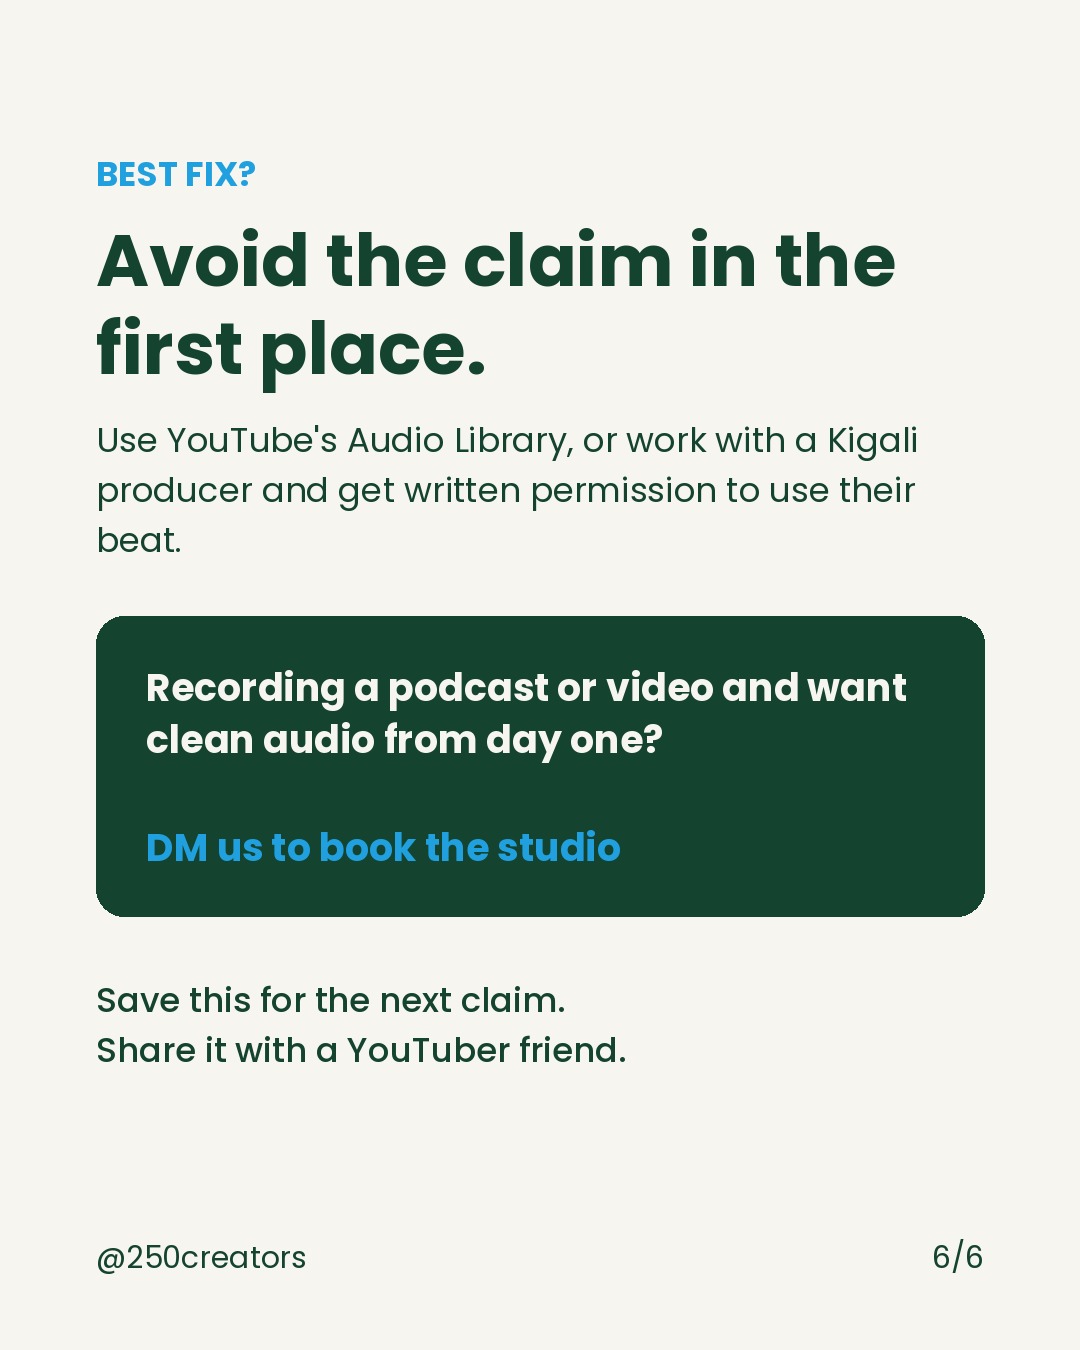 BEST FIX?
Avoid the claim in the
first place.
Use YouTube's Audio Library, or work with a Kigali
producer and get written permission to use their
beat.
Recording a podcast or video and want
clean audio from day one?
DM us to book the studio
Save this for the next claim.
Share it with a YouTuber friend.
@250creators
6/6